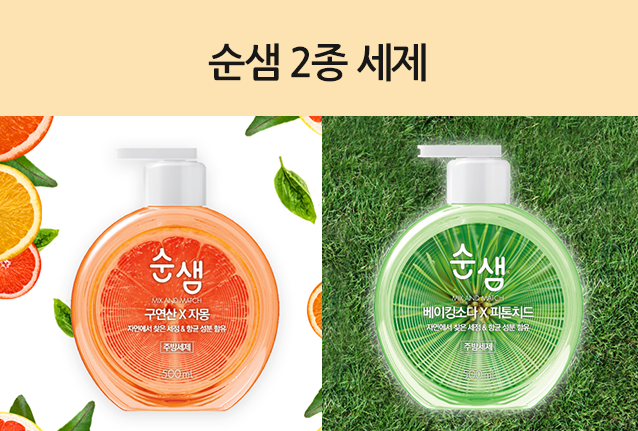 순샘 2종 세제
순샘
MIX AND MATCH
구연산 X 자몽
자연에서 찾은 세정 & 항균 성분 함유
주방세제
500mL
순샘
MIX AND MATCH
베이킹소다 X 피톤치드
자연에서 찾은 세정 & 항균 성분 함유
주방세제
500mL